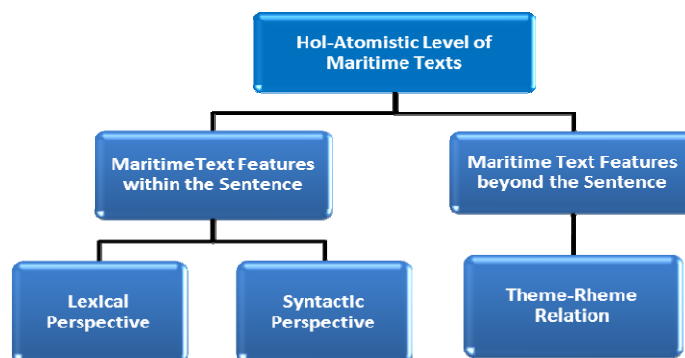 Hol-Atomistic Level of
Maritime Texts
MaritimeText Features
within the Sentence
Maritime Text Features
beyond the Sentence
Lexical
Perspective
Syntactic
Perspective
Theme-Rheme
Relation